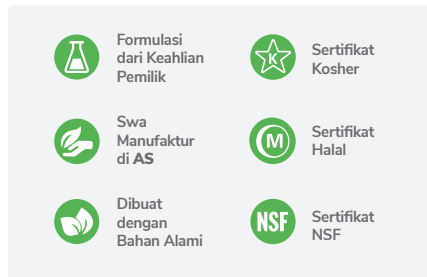 Formulasi
dari Keahlian
Pemilik
K
Sertifikat
Kosher
Swa
Manufaktur
di AS
M
Sertifikat
Halal
Dibuat
dengan
Bahan Alami
NSF
Sertifikat
NSF